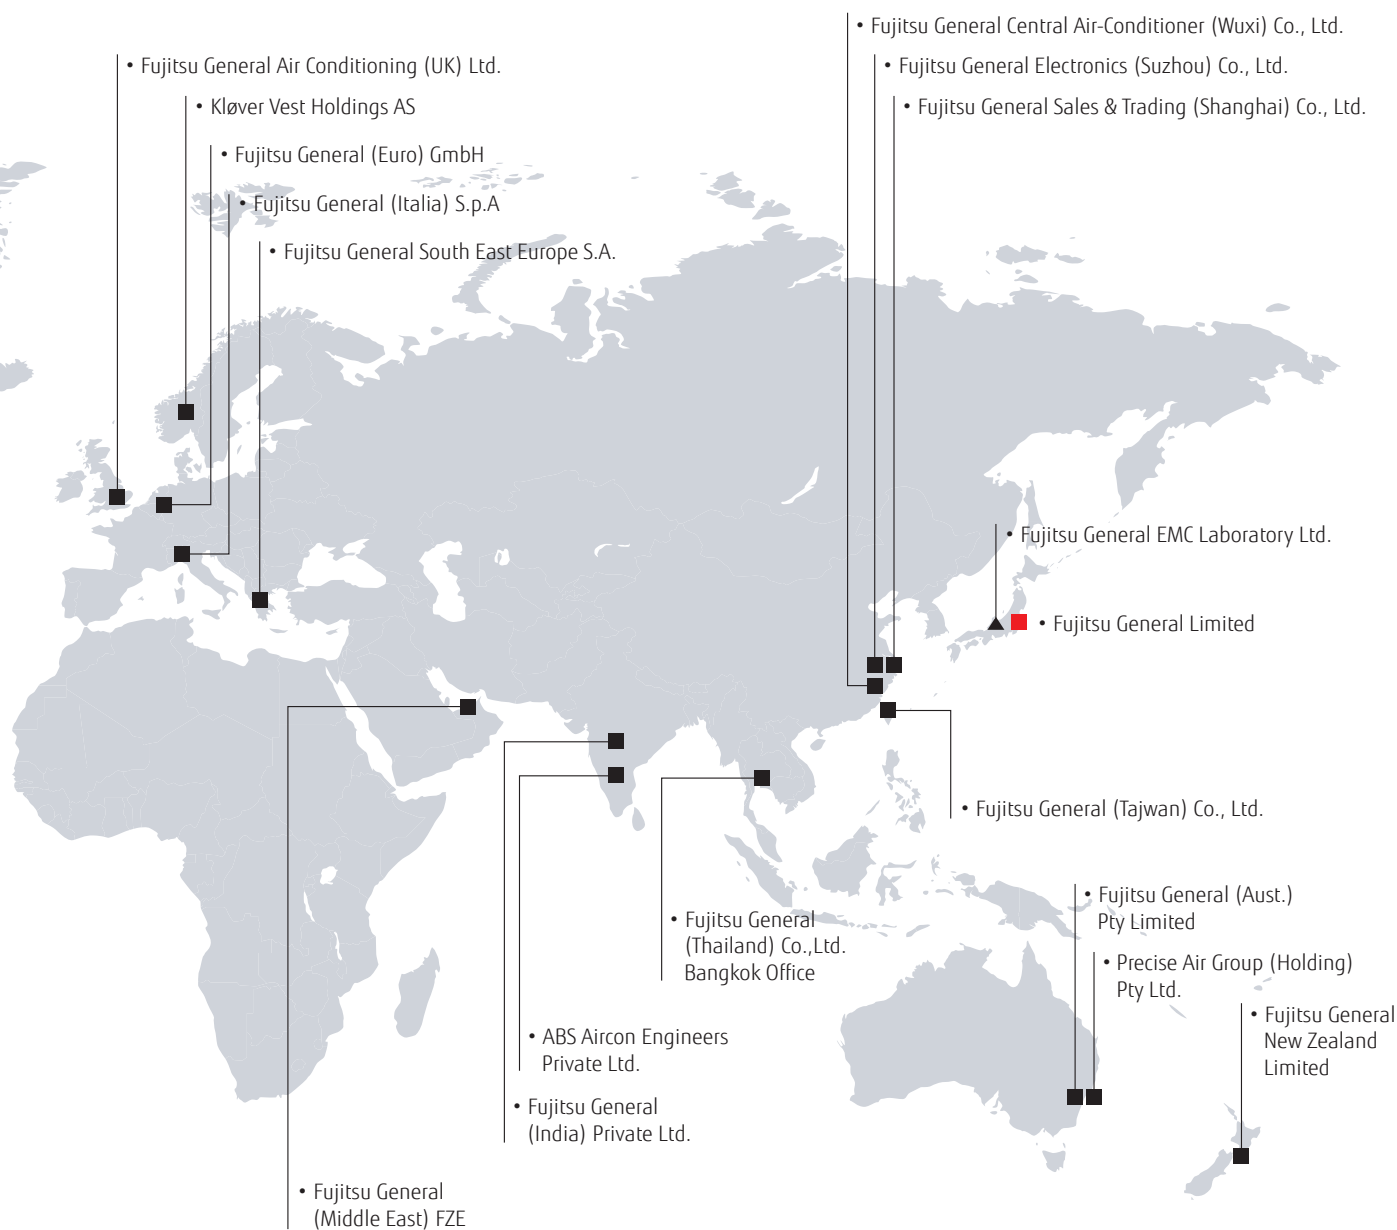 • Fujitsu General Central Air-Conditioner (Wuxi) Co., Ltd.
• Fujitsu General Air Conditioning (UK) Ltd.
• Fujitsu General Electronics (Suzhou) Co., Ltd.
• Kløver Vest Holdings AS
• Fujitsu General Sales & Trading (Shanghai) Co., Ltd.
• Fujitsu General (Euro) GmbH
• Fujitsu General (Italia) S.p.A
• Fujitsu General South East Europe S.A.
• Fujitsu General EMC Laboratory Ltd.
• Fujitsu General Limited
• Fujitsu General (Tajwan) Co., Ltd.
• Fujitsu General (Aust.)
Pty Limited
• Fujitsu General
(Thailand) Co.,Ltd.
Bangkok Office
• Precise Air Group (Holding)
Pty Ltd.
• Fujitsu General
New Zealand
Limited
• ABS Aircon Engineers
Private Ltd.
• Fujitsu General
(India) Private Ltd.
• Fujitsu General
(Middle East) FZE